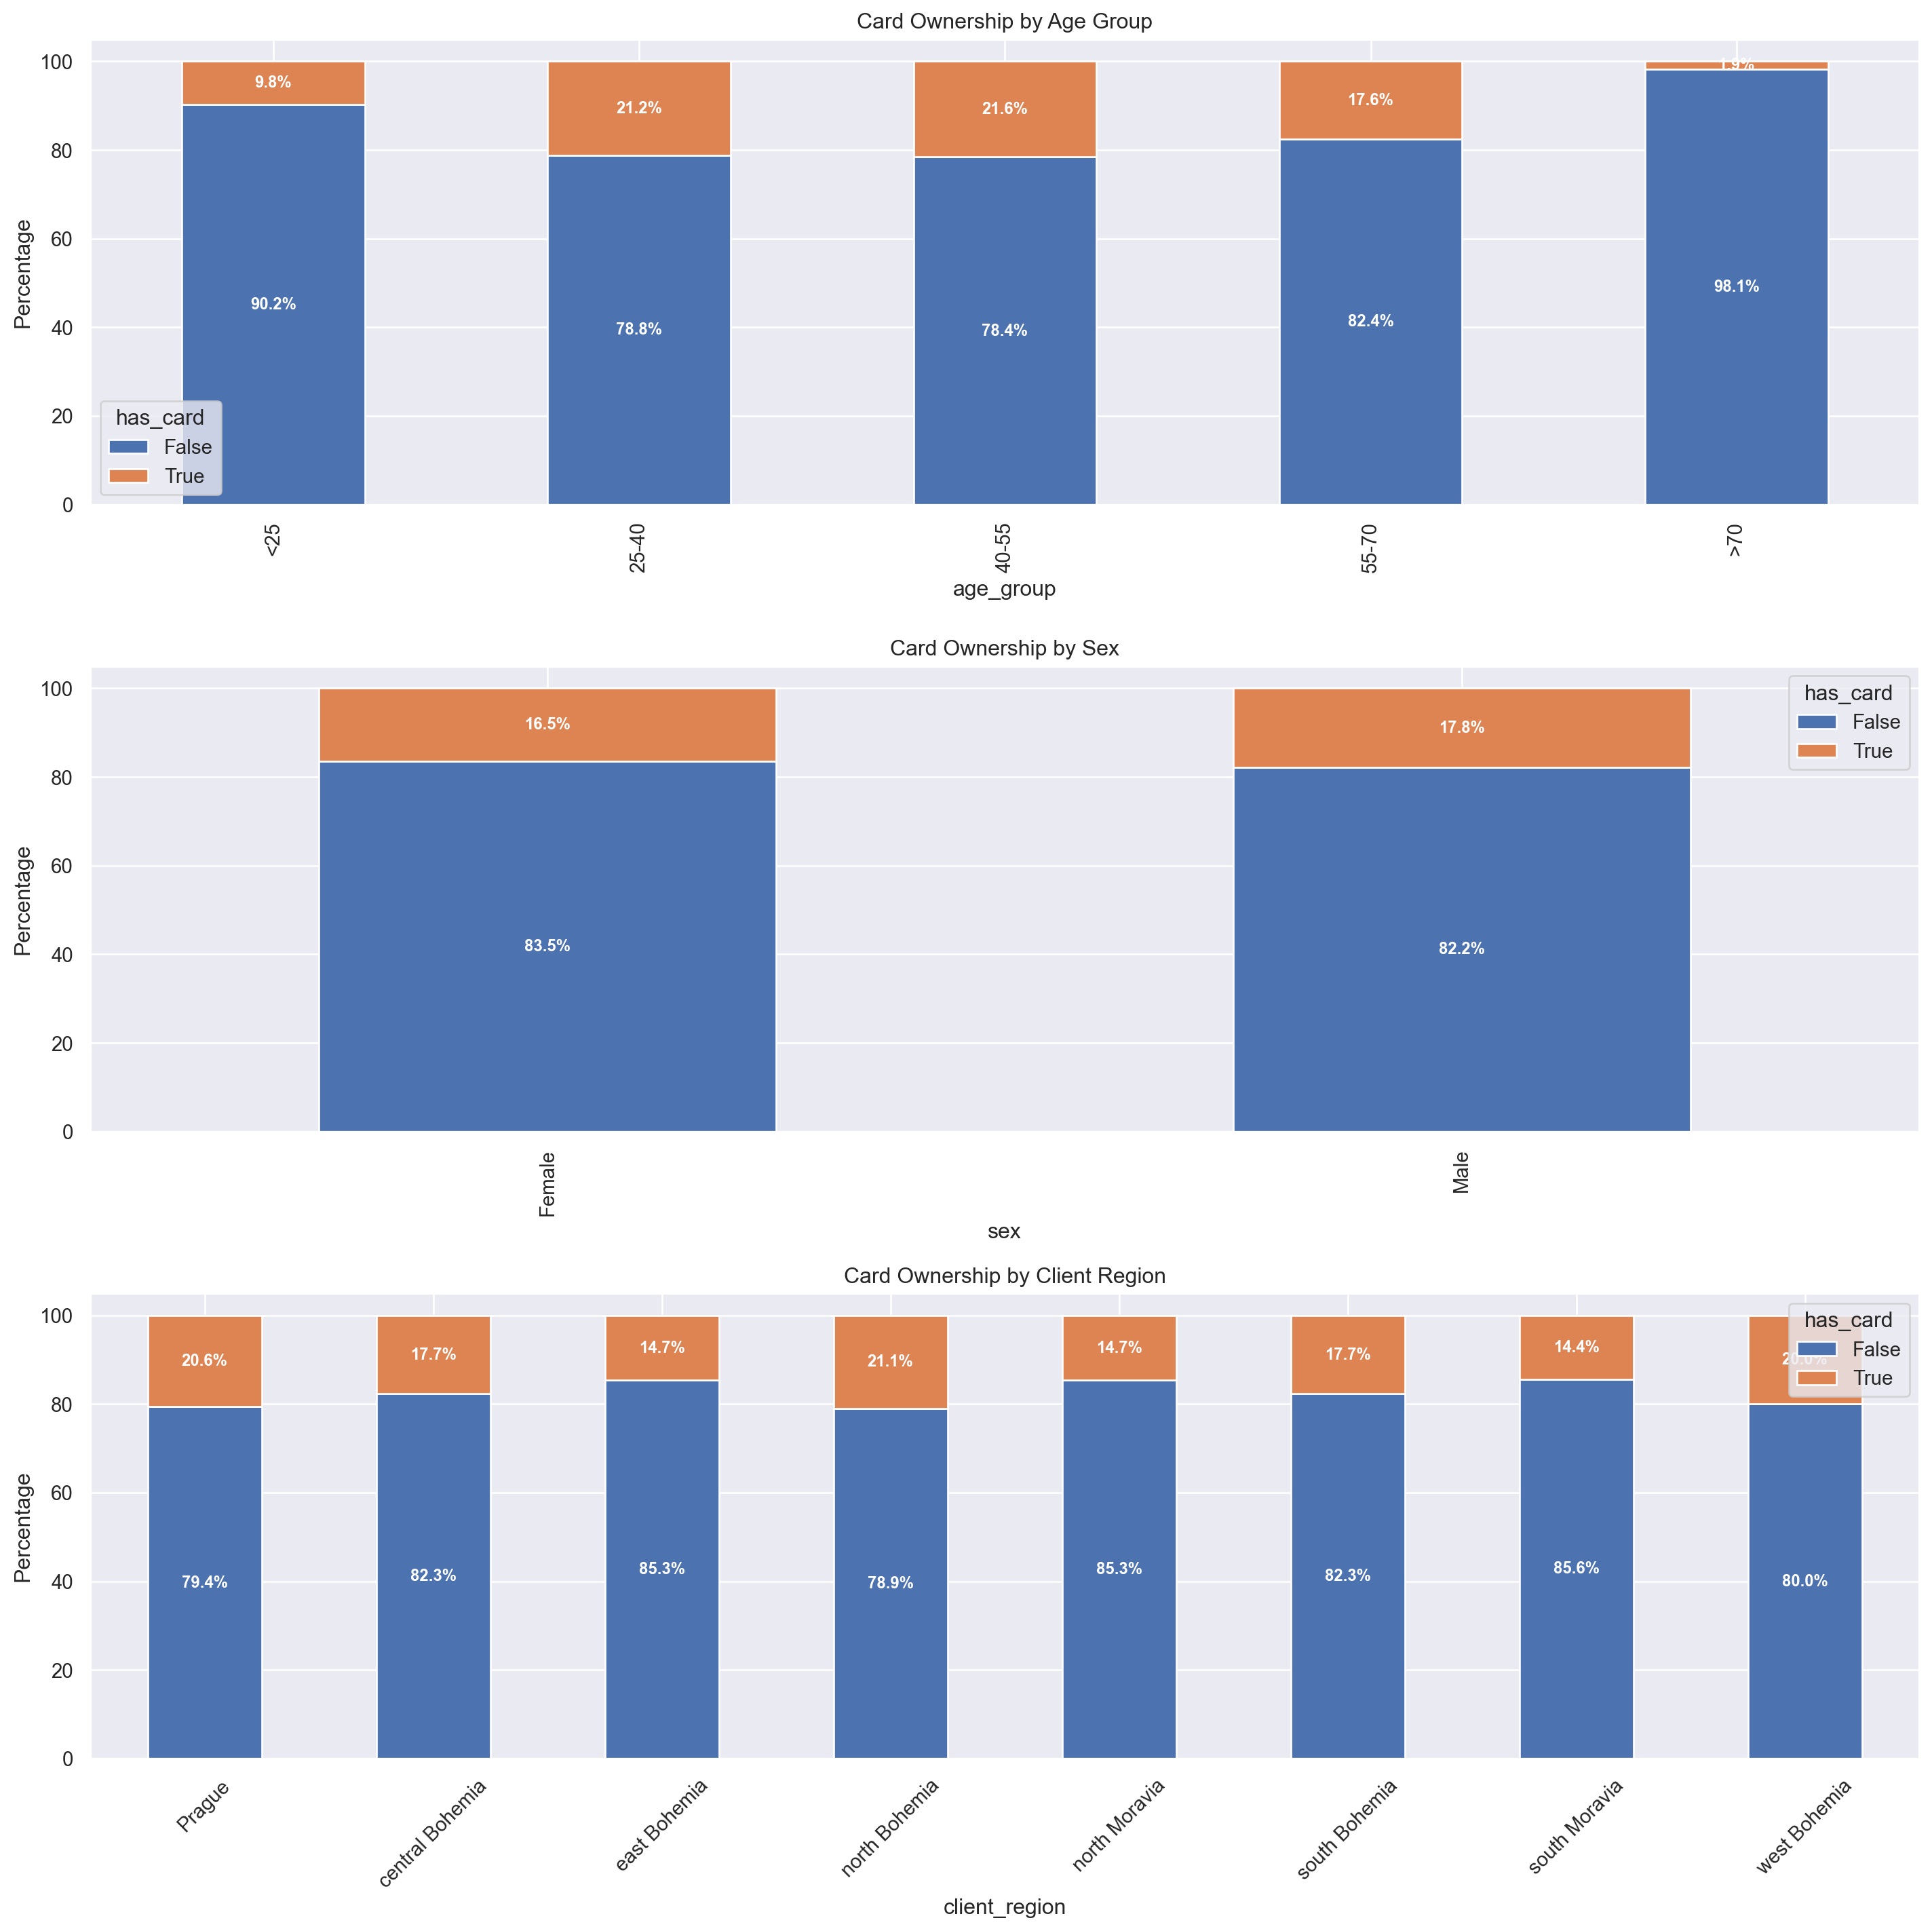 Card Ownership by Age Group
Percentage
100
80
60
40
20
0
9.8%
21.2%
21.6%
17.6%
1.9%
90.2%
78.8%
78.4%
82.4%
98.1%
has_card
False
True
<25
25-40
40-55
55-70
>70
age_group
Card Ownership by Sex
Percentage
100
80
60
40
20
0
16.5%
17.8%
83.5%
82.2%
has_card
False
True
Female
Male
sex
Card Ownership by Client Region
Percentage
100
80
60
40
20
0
20.6%
17.7%
14.7%
21.1%
14.7%
17.7%
14.4%
20.0%
79.4%
82.3%
85.3%
78.9%
85.3%
82.3%
85.6%
80.0%
has_card
False
True
Prague
central Bohemia
east Bohemia
north Bohemia
north Moravia
south Bohemia
south Moravia
west Bohemia
client_region